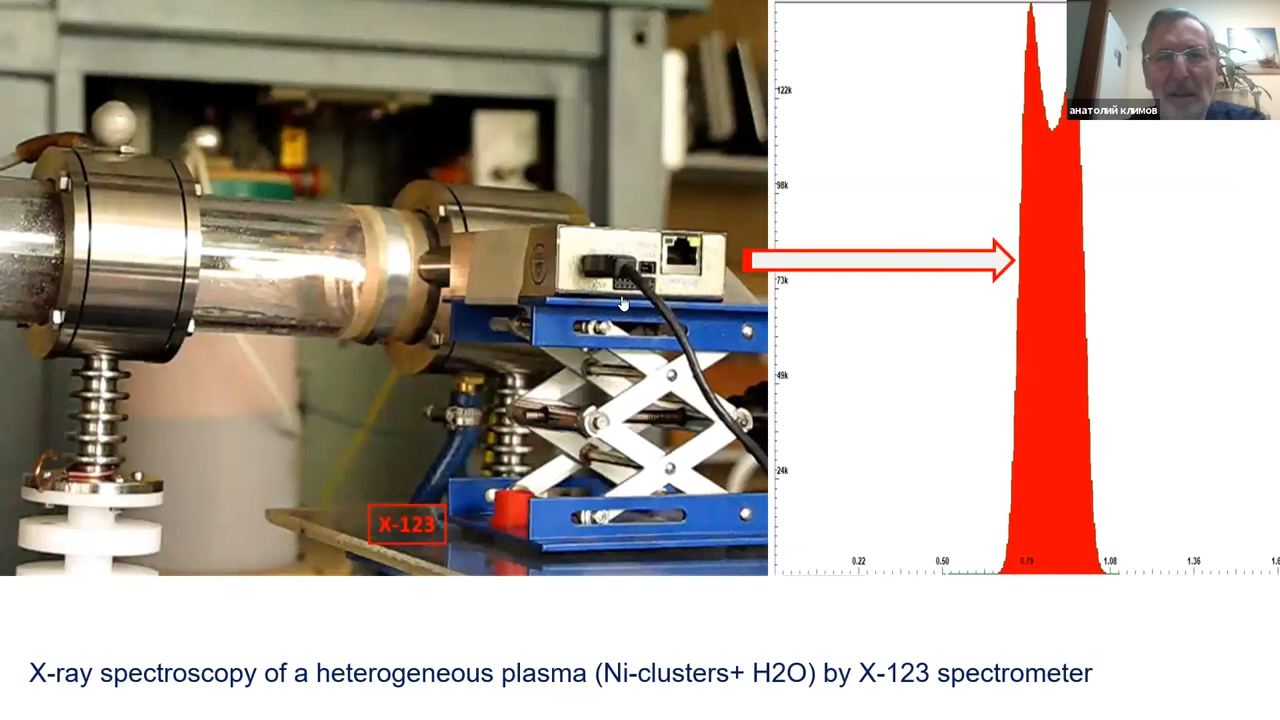 анатолий климов
122k
98k
73k
49k
24k
0.22 0.50 0.79 1.08 1.36
X-123
X-ray spectroscopy of a heterogeneous plasma (Ni-clusters+ H2O) by X-123 spectrometer